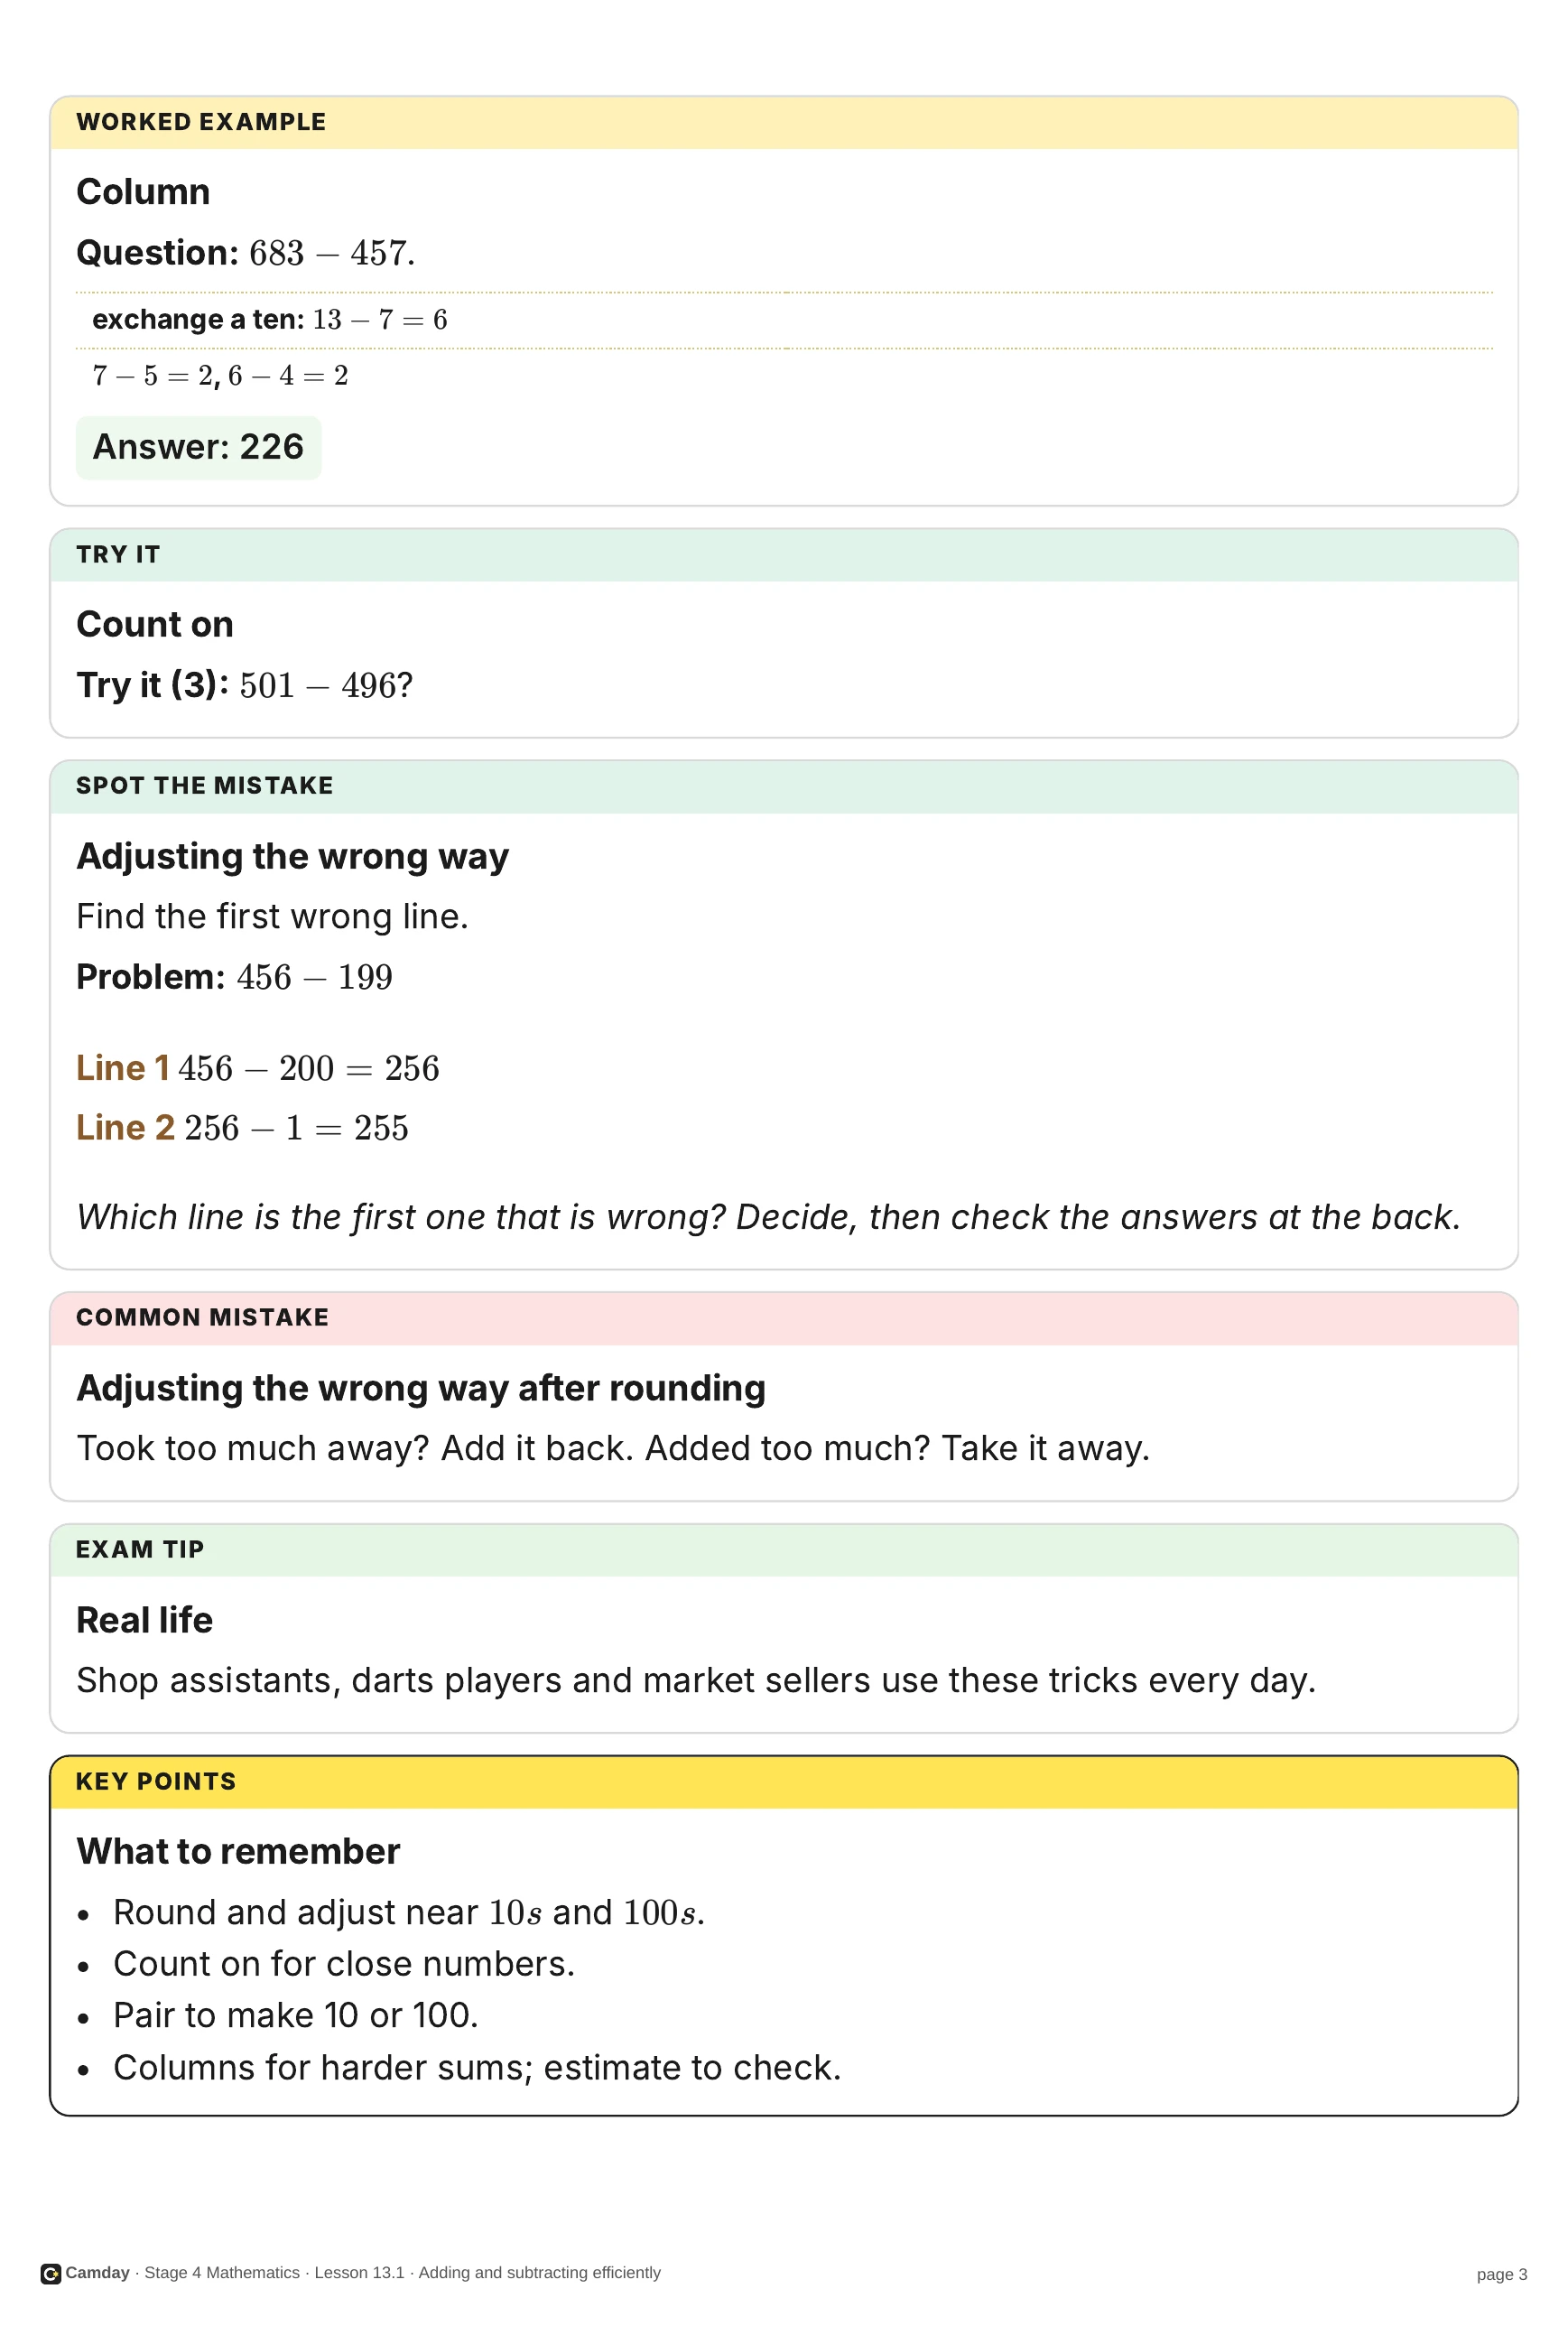 WORKED EXAMPLE
Column
Question: 683 − 457.
exchange a ten: 13 − 7 = 6
7 − 5 = 2, 6 − 4 = 2
Answer: 226
TRY IT
Count on
Try it (3): 501 − 496?
SPOT THE MISTAKE
Adjusting the wrong way
Find the first wrong line.
Problem: 456 − 199
Line 1 456 − 200 = 256
Line 2 256 − 1 = 255
Which line is the first one that is wrong? Decide, then check the answers at the back.
COMMON MISTAKE
Adjusting the wrong way after rounding
Took too much away? Add it back. Added too much? Take it away.
EXAM TIP
Real life
Shop assistants, darts players and market sellers use these tricks every day.
KEY POINTS
What to remember
• Round and adjust near 10s and 100s.
• Count on for close numbers.
• Pair to make 10 or 100.
• Columns for harder sums; estimate to check.
Camday · Stage 4 Mathematics · Lesson 13.1 · Adding and subtracting efficiently
page 3